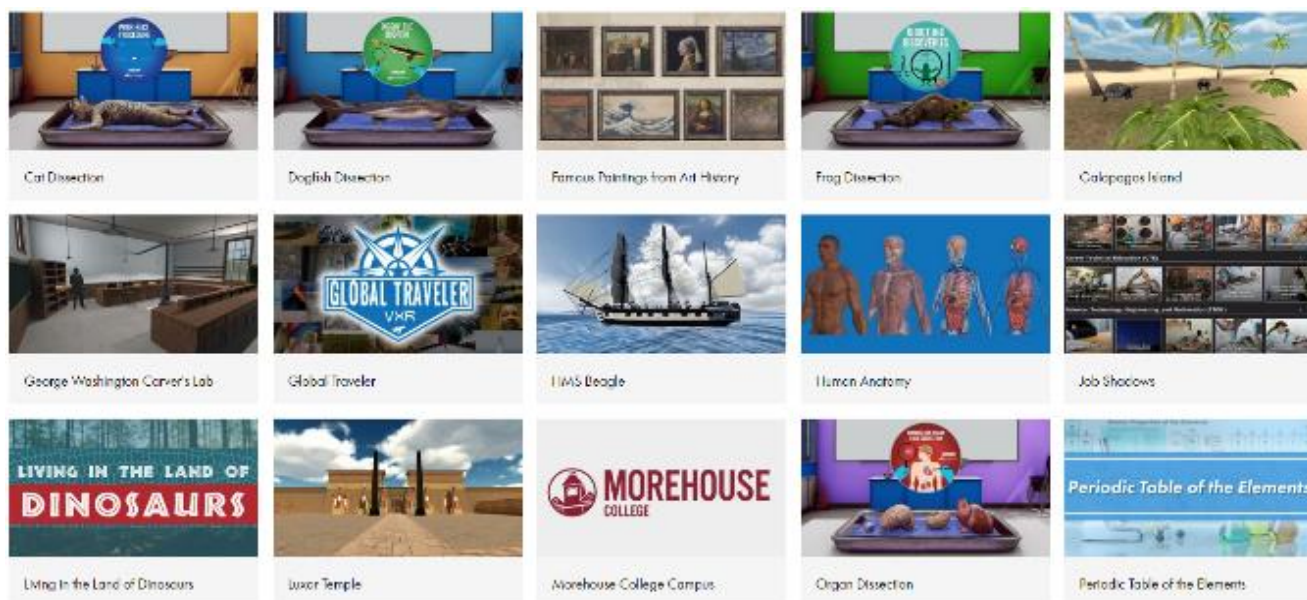 Cat Dissection
Dogfish Dissection
Famous Paintings from Art History
Frog Dissection
Galapagos Island
GLOBAL TRAVELER
VXR
George Washington Carver's Lab
Global Traveler
HMS Beagle
Human Anatomy
Job Shadows
LIVING IN THE LAND OF
DINOSAURS
MOREHOUSE
COLLEGE
Periodic Table of the Elements
Living in the Land of Dinosaurs
Luxor Temple
Morehouse College Campus
Organ Dissection
Periodic Table of the Elements